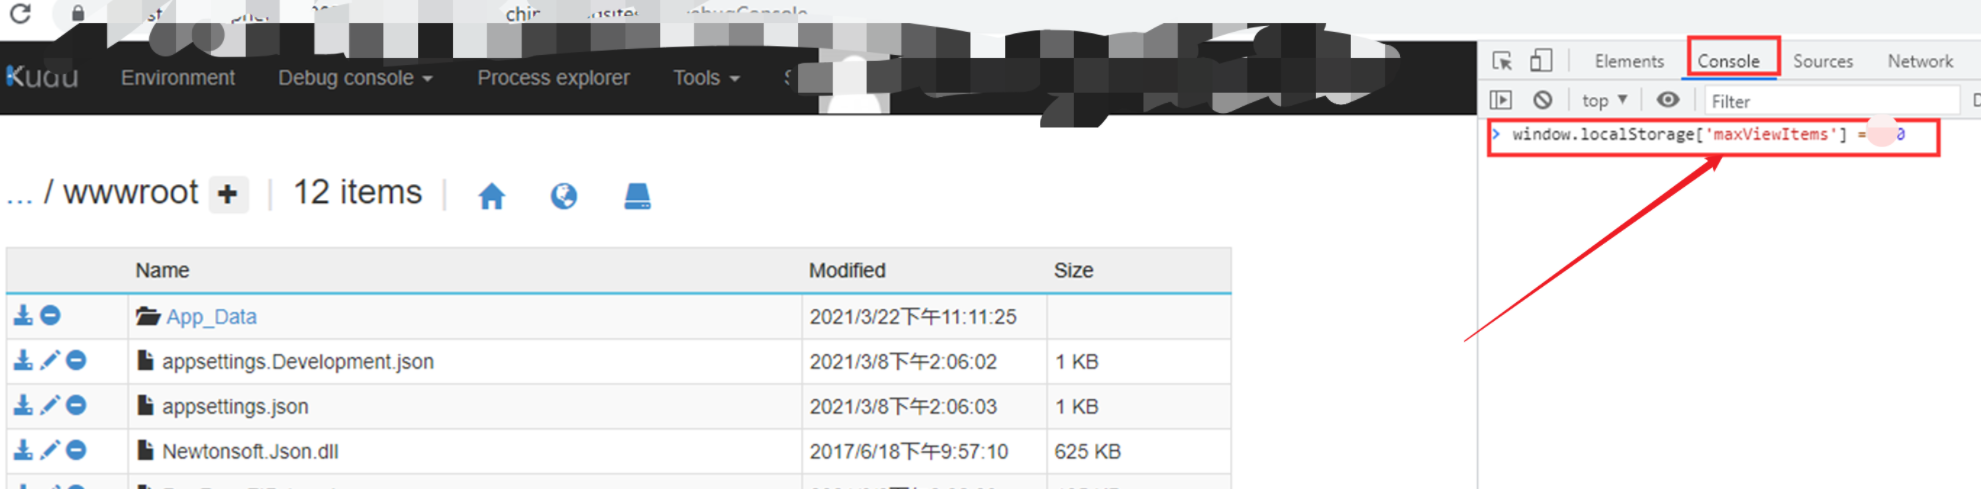 Kudu Environment Debug console Process explorer Tools
Elements Console Sources Network
top Filter
window.localStorage['maxViewItems'] = 0
... / wwwroot 12 items
Name Modified Size
App_Data 2021/3/22下午11:11:25
appsettings.Development.json 2021/3/8下午2:06:02 1 KB
appsettings.json 2021/3/8下午2:06:03 1 KB
Newtonsoft.Json.dll 2017/6/18下午9:57:10 625 KB